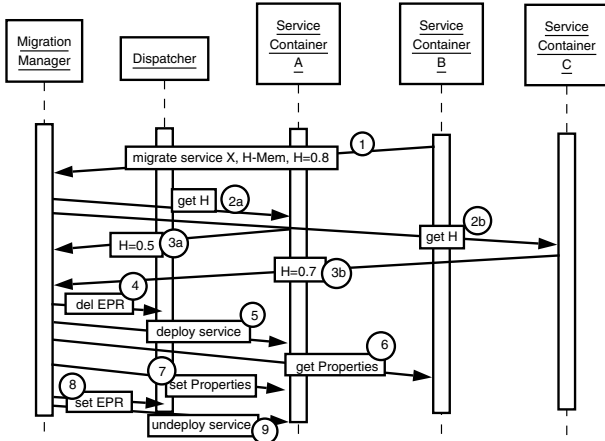 Migration
Manager
Dispatcher
Service
Container
A
Service
Container
B
Service
Container
C
migrate service X, H-Mem, H=0.8
1
get H
2a
get H
2b
H=0.5
3a
H=0.7
3b
4
del EPR
5
deploy service
6
get Properties
7
set Properties
8
set EPR
undeploy service
9